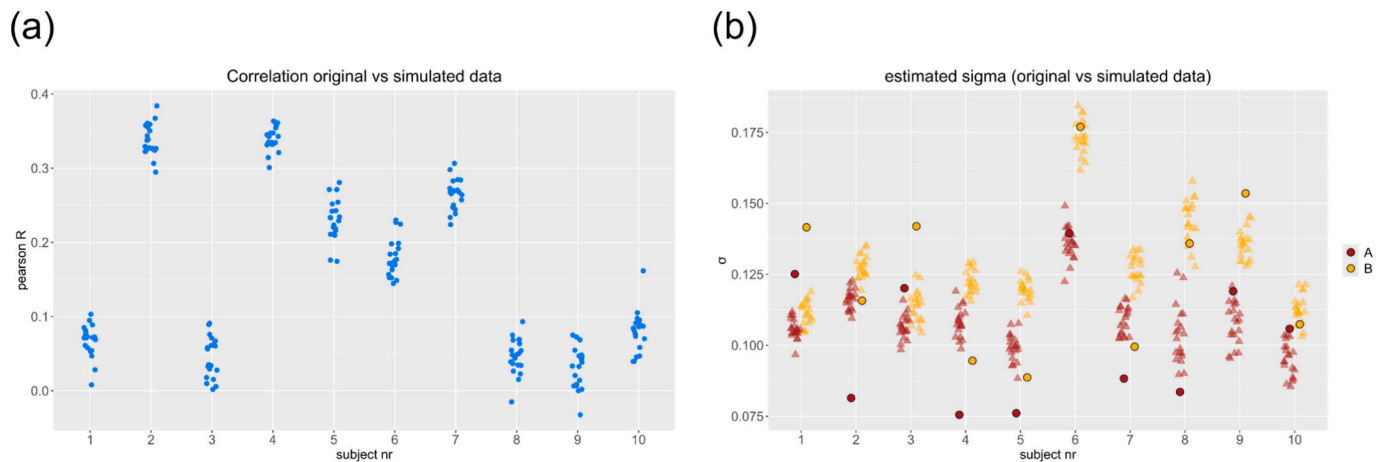 (a)
Correlation original vs simulated data
pearson R
0.4
0.3
0.2
0.1
0.0
1 2 3 4 5 6 7 8 9 10
subject nr
(b)
estimated sigma (original vs simulated data)
σ
0.175
0.150
0.125
0.100
0.075
1 2 3 4 5 6 7 8 9 10
subject nr
A
B